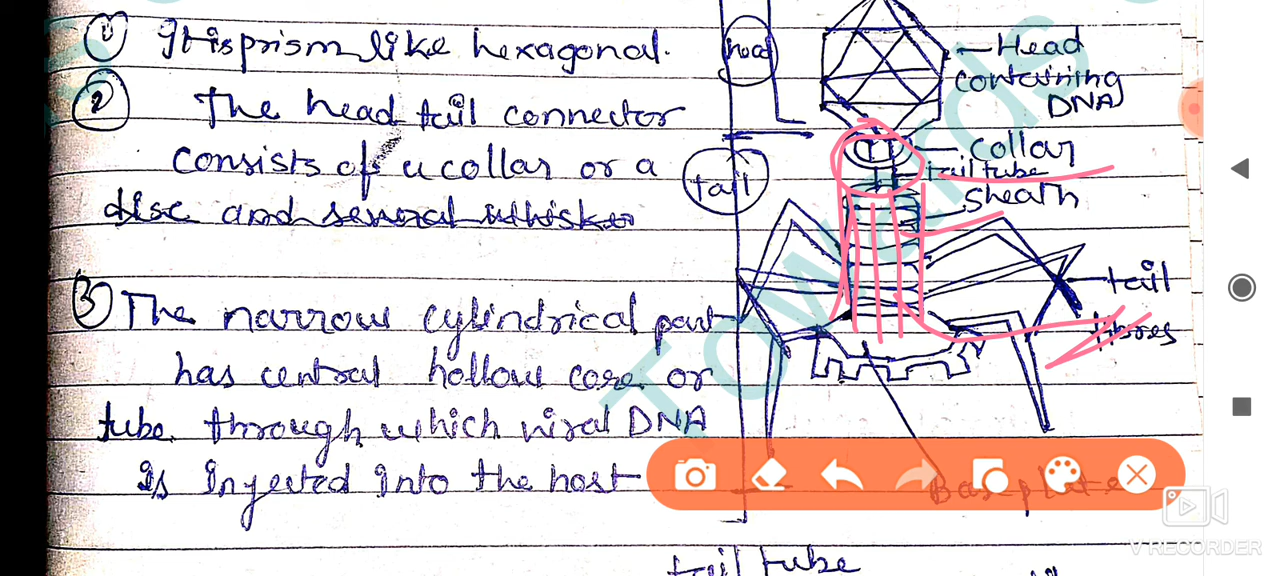 ① It is prism like hexagonal.
② The head tail connector
consists of a collar or a
disc and several whisker
③ The narrow cylindrical part
has central hollow core or
tube through which viral DNA
is Injected into the host
head
tail
Head
containing
DNA
collar
tail tube
Sheath
tail
fibres
Base plate
tail tube
TOWards
V RECORDER